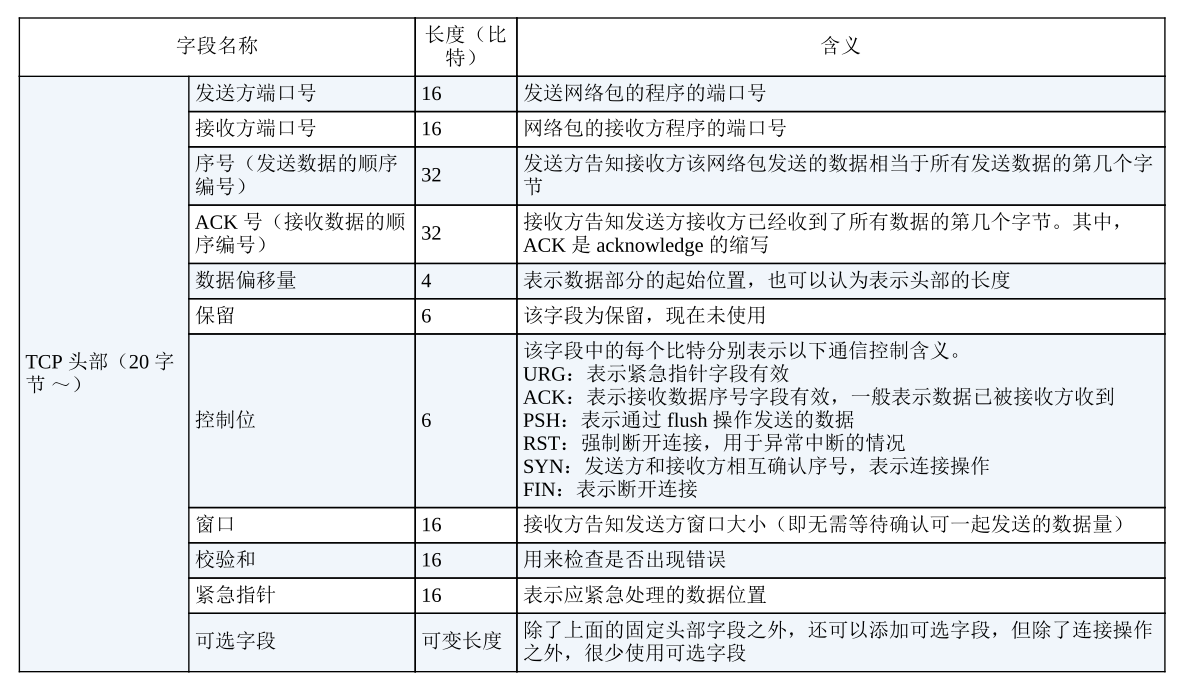 字段名称
长度（比
特）
含义
TCP 头部（20 字
节 ～）
发送方端口号
16
发送网络包的程序的端口号
接收方端口号
16
网络包的接收方程序的端口号
序号（发送数据的顺序
编号）
32
发送方告知接收方该网络包发送的数据相当于所有发送数据的第几个字
节
ACK 号（接收数据的顺
序编号）
32
接收方告知发送方接收方已经收到了所有数据的第几个字节。其中，
ACK 是 acknowledge 的缩写
数据偏移量
4
表示数据部分的起始位置，也可以认为表示头部的长度
保留
6
该字段为保留，现在未使用
控制位
6
该字段中的每个比特分别表示以下通信控制含义。
URG：表示紧急指针字段有效
ACK：表示接收数据序号字段有效，一般表示数据已被接收方收到
PSH：表示通过 flush 操作发送的数据
RST：强制断开连接，用于异常中断的情况
SYN：发送方和接收方相互确认序号，表示连接操作
FIN：表示断开连接
窗口
16
接收方告知发送方窗口大小（即无需等待确认可一起发送的数据量）
校验和
16
用来检查是否出现错误
紧急指针
16
表示应紧急处理的数据位置
可选字段
可变长度
除了上面的固定头部字段之外，还可以添加可选字段，但除了连接操作
之外，很少使用可选字段